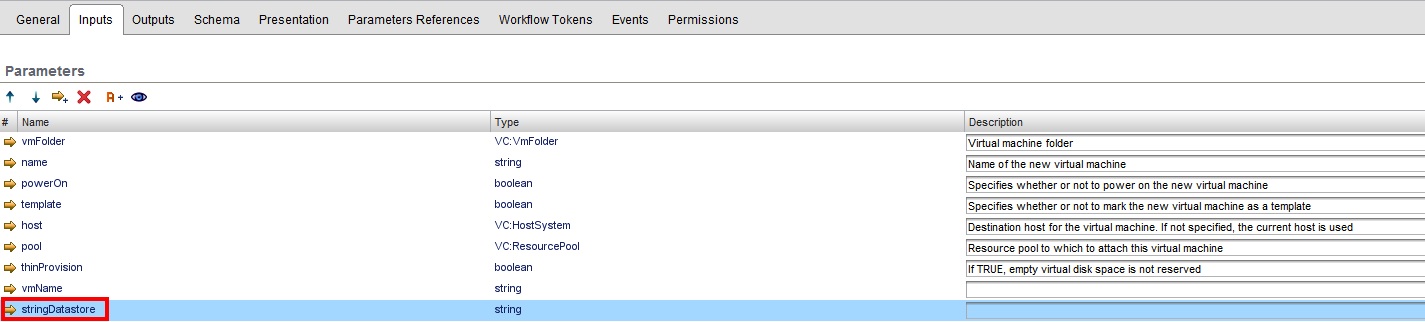 General Inputs Outputs Schema Presentation Parameters References Workflow Tokens Events Permissions
Parameters
A +
# Name Type Description
vmFolder VC:VmFolder Virtual machine folder
name string Name of the new virtual machine
powerOn boolean Specifies whether or not to power on the new virtual machine
template boolean Specifies whether or not to mark the new virtual machine as a template
host VC:HostSystem Destination host for the virtual machine. If not specified, the current host is used
pool VC:ResourcePool Resource pool to which to attach this virtual machine
thinProvision boolean If TRUE, empty virtual disk space is not reserved
vmName string
stringDatastore string